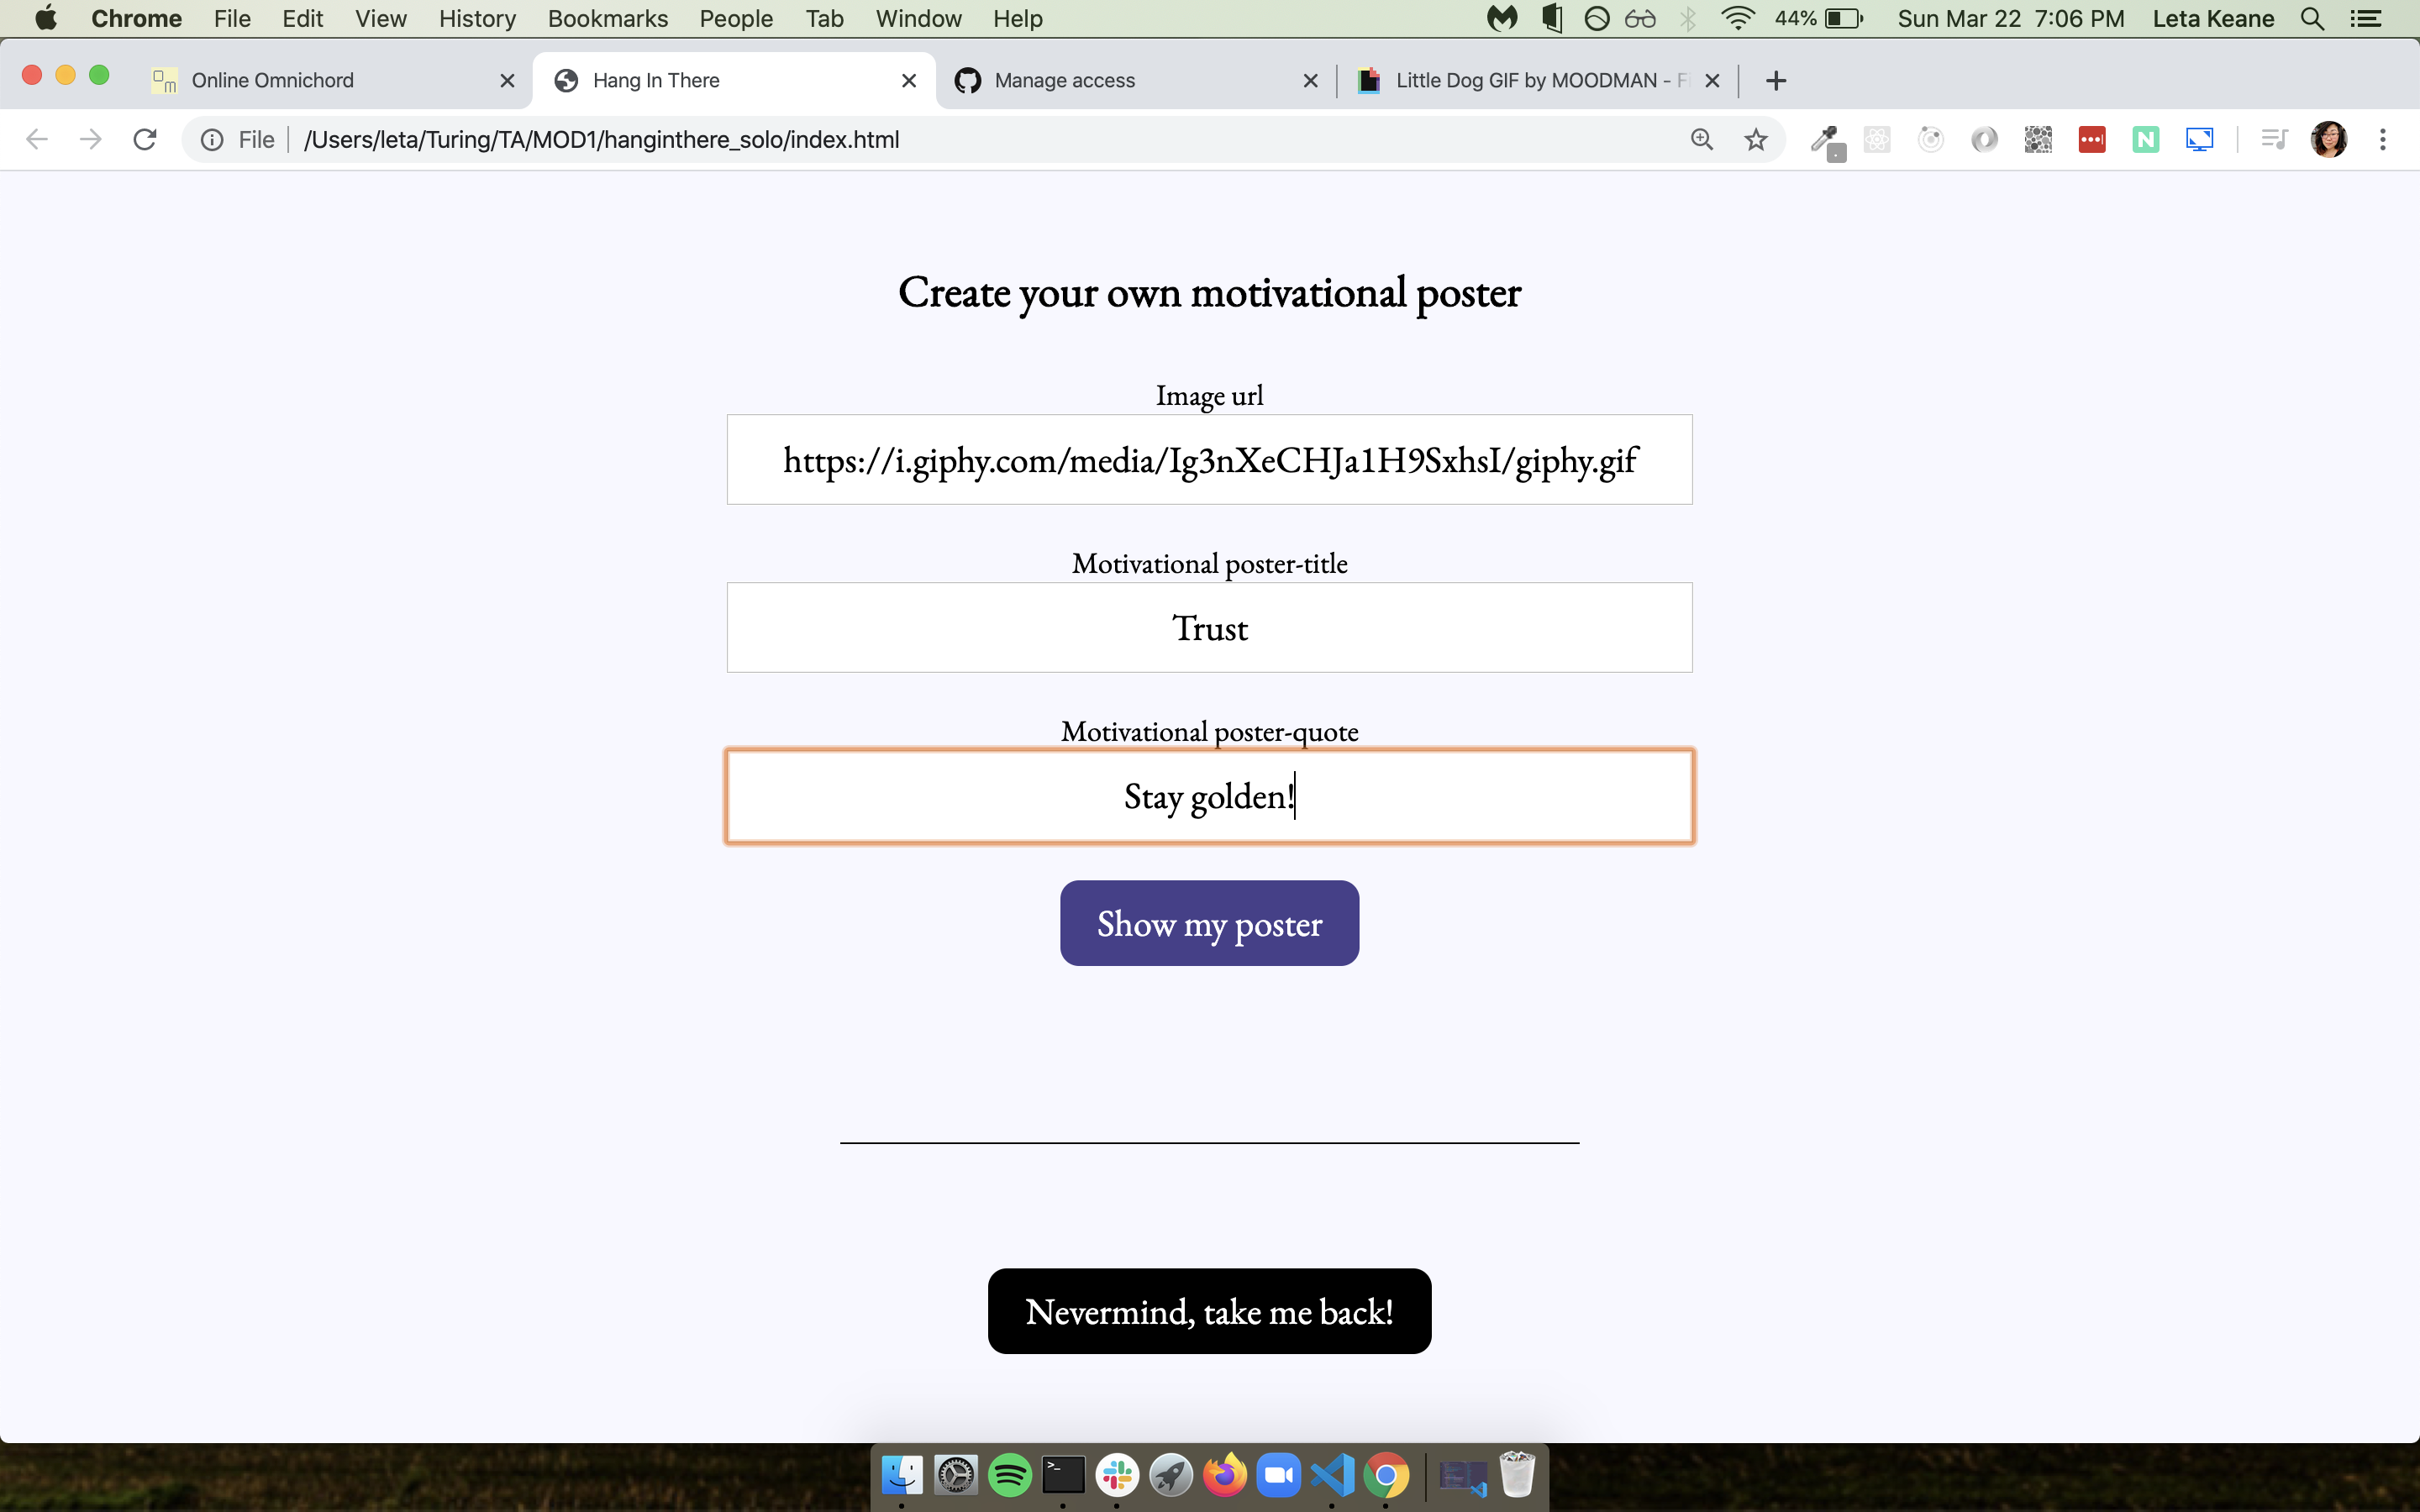 Chrome File Edit View History Bookmarks People Tab Window Help 44% Sun Mar 22 7:06 PM Leta Keane
Online Omnichord Hang In There Manage access Little Dog GIF by MOODMAN - F
File /Users/leta/Turing/TA/MOD1/hanginthere_solo/index.html
Create your own motivational poster
Image url
https://i.giphy.com/media/Ig3nXeCHJa1H9SxhsI/giphy.gif
Motivational poster-title
Trust
Motivational poster-quote
Stay golden!
Show my poster
Nevermind, take me back!